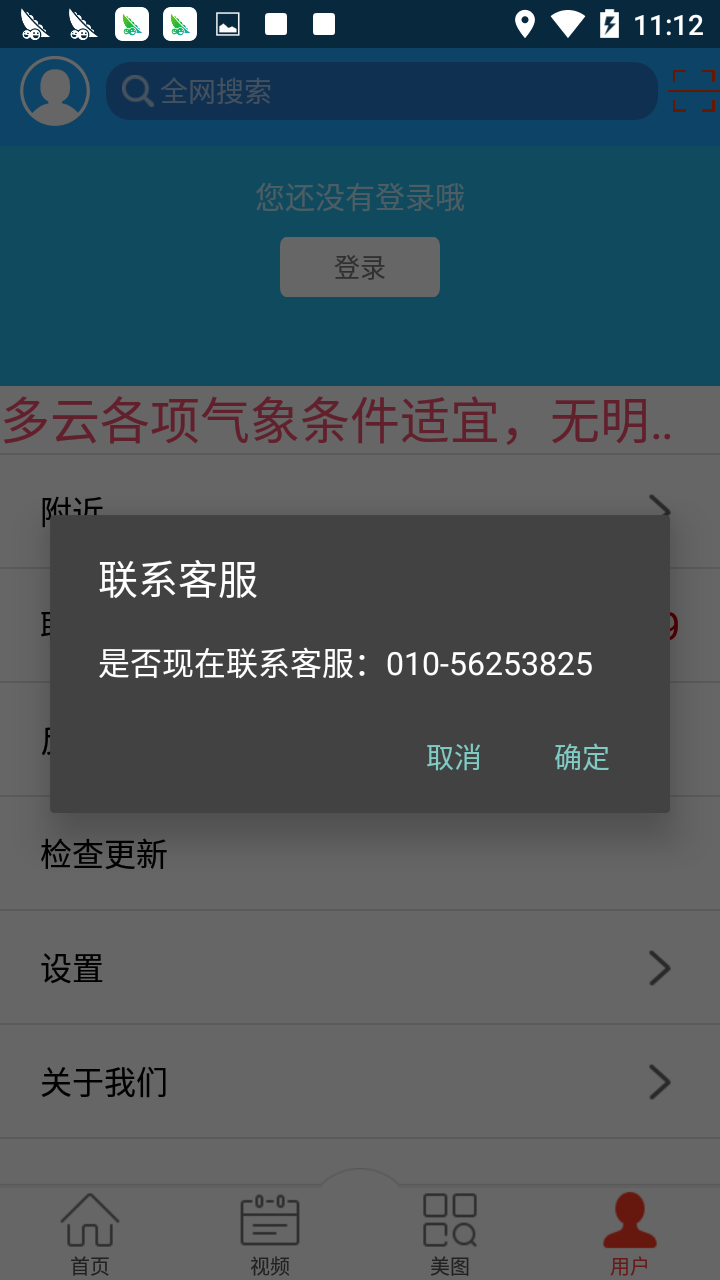 11:12
全网搜索
您还没有登录哦
登录
多云各项气象条件适宜，无明..
附近
联系客服
是否现在联系客服：010-56253825
取消 确定
检查更新
设置
关于我们
首页 视频 美图 用户